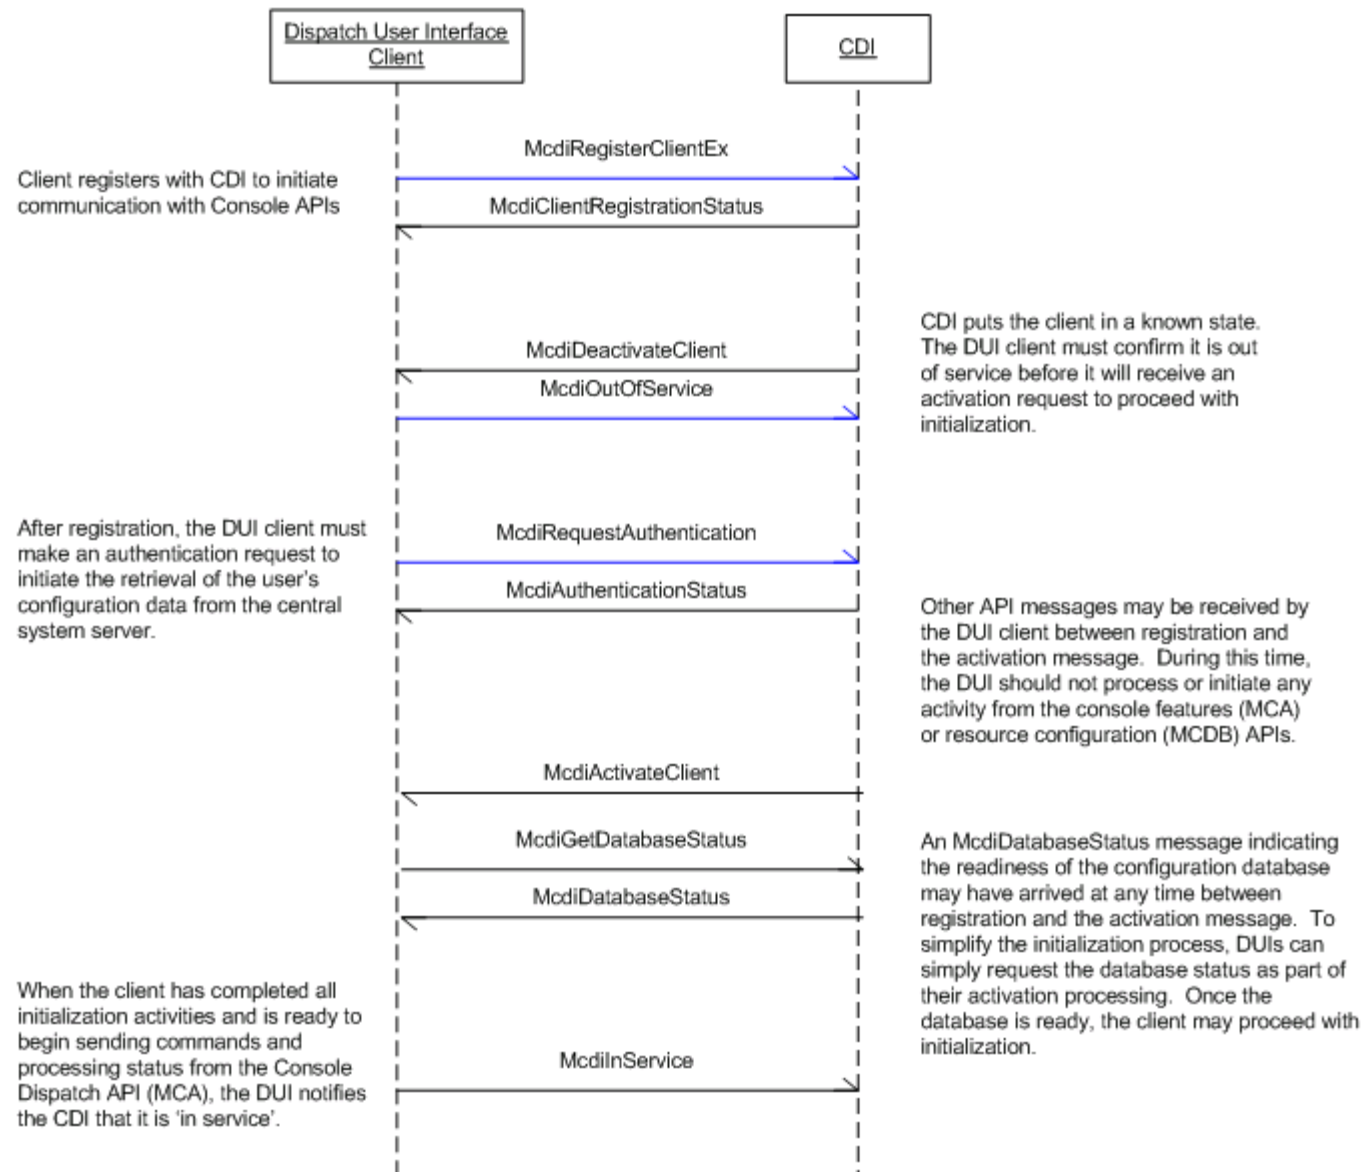 Dispatch User Interface
Client
CDI
McdiRegisterClientEx
Client registers with CDI to initiate
communication with Console APIs
McdiClientRegistrationStatus
McdiDeactivateClient
McdiOutOfService
CDI puts the client in a known state.
The DUI client must confirm it is out
of service before it will receive an
activation request to proceed with
initialization.
After registration, the DUI client must
make an authentication request to
initiate the retrieval of the user's
configuration data from the central
system server.
McdiRequestAuthentication
McdiAuthenticationStatus
Other API messages may be received by
the DUI client between registration and
the activation message.  During this time,
the DUI should not process or initiate any
activity from the console features (MCA)
or resource configuration (MCDB) APIs.
McdiActivateClient
McdiGetDatabaseStatus
McdiDatabaseStatus
An McdiDatabaseStatus message indicating
the readiness of the configuration database
may have arrived at any time between
registration and the activation message.  To
simplify the initialization process, DUIs can
simply request the database status as part of
their activation processing.  Once the
database is ready, the client may proceed with
initialization.
When the client has completed all
initialization activities and is ready to
begin sending commands and
processing status from the Console
Dispatch API (MCA), the DUI notifies
the CDI that it is 'in service'.
McdiInService